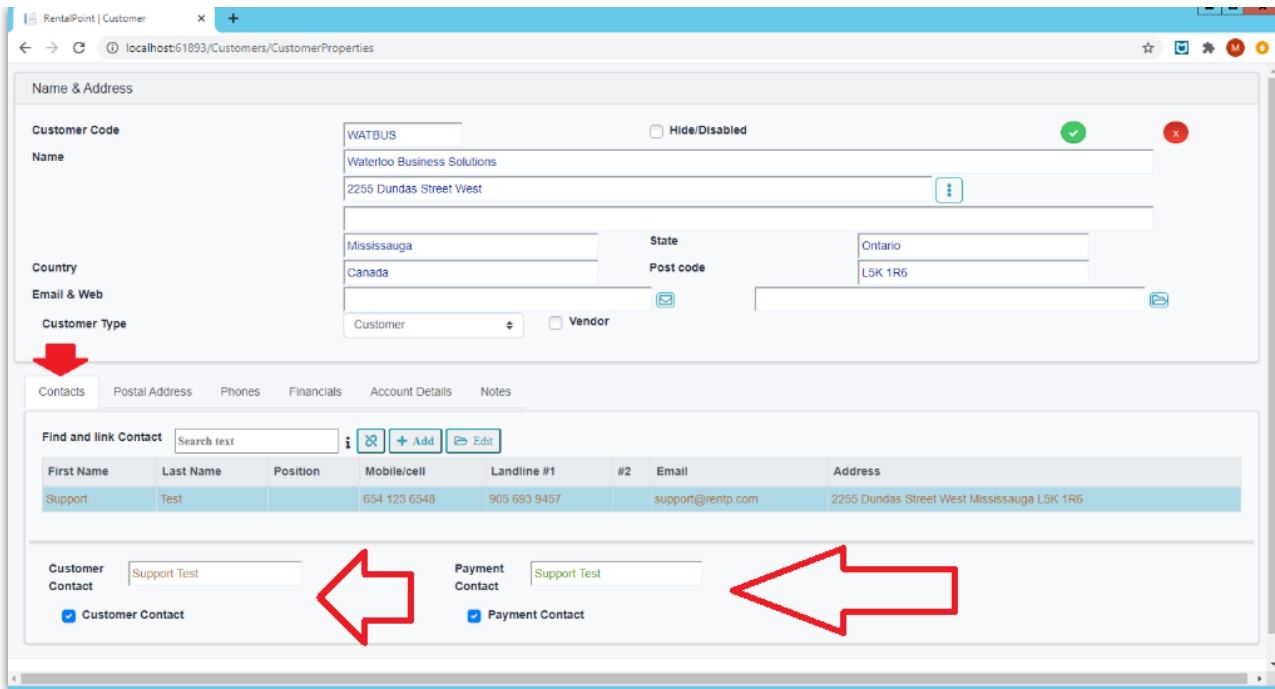 RentalPoint | Customer
localhost:61893/Customers/CustomerProperties
M
Name & Address
Customer Code WATBUS Hide/Disabled x
Name Waterloo Business Solutions
2255 Dundas Street West
Mississauga State Ontario
Country Canada Post code L5K 1R6
Email & Web
Customer Type Customer Vendor
Contacts Postal Address Phones Financials Account Details Notes
Find and link Contact Search text i + Add Edit
First Name Last Name Position Mobile/cell Landline #1 #2 Email Address
Support Test 654 123 6548 905 693 9457 support@rentp.com 2255 Dundas Street West Mississauga L5K 1R6
Customer Contact Support Test Payment Contact Support Test
Customer Contact Payment Contact